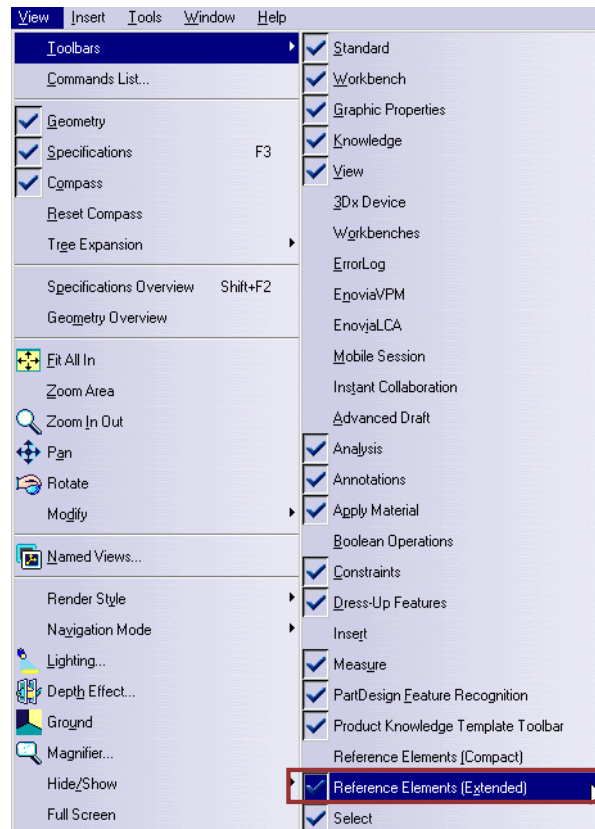 View Insert Tools Window Help
Toolbars
Commands List...
Geometry
Specifications F3
Compass
Reset Compass
Tree Expansion
Specifications Overview Shift+F2
Geometry Overview
Fit All In
Zoom Area
Zoom In Out
Pan
Rotate
Modify
Named Views...
Render Style
Navigation Mode
Lighting...
Depth Effect...
Ground
Magnifier...
Hide/Show
Full Screen
Standard
Workbench
Graphic Properties
Knowledge
View
3Dx Device
Workbenches
ErrorLog
EnoviaVPM
EnoviaLCA
Mobile Session
Instant Collaboration
Advanced Draft
Analysis
Annotations
Apply Material
Boolean Operations
Constraints
Dress-Up Features
Insert
Measure
PartDesign Feature Recognition
Product Knowledge Template Toolbar
Reference Elements (Compact)
Reference Elements (Extended)
Select